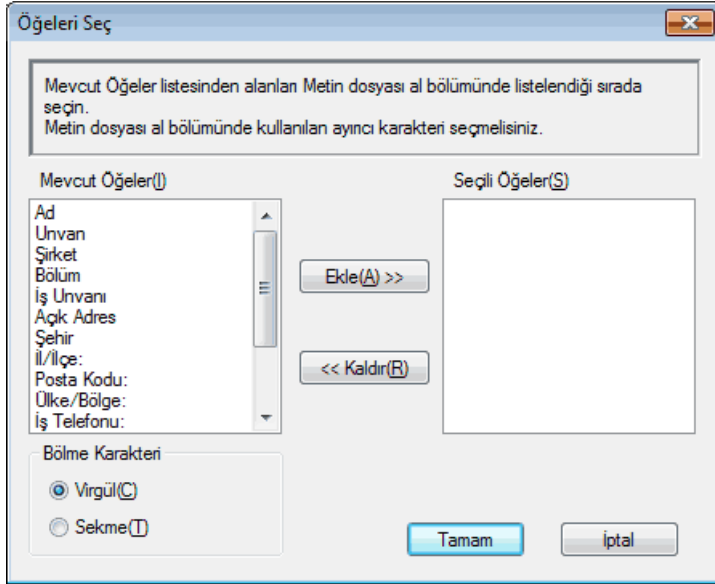 Öğeleri Seç
Mevcut Öğeler listesinden alanları Metin dosyası al bölümünde listelendiği sırada
seçin.
Metin dosyası al bölümünde kullanılan ayırıcı karakteri seçmelisiniz.
Mevcut Öğeler(I)
Seçili Öğeler(S)
Ad
Unvan
Şirket
Bölüm
İş Unvanı
Açık Adres
Şehir
İl/İlçe:
Posta Kodu:
Ülke/Bölge:
İş Telefonu:
Ekle(A) >>
<< Kaldır(R)
Bölme Karakteri
Virgül(C)
Sekme(T)
Tamam
İptal